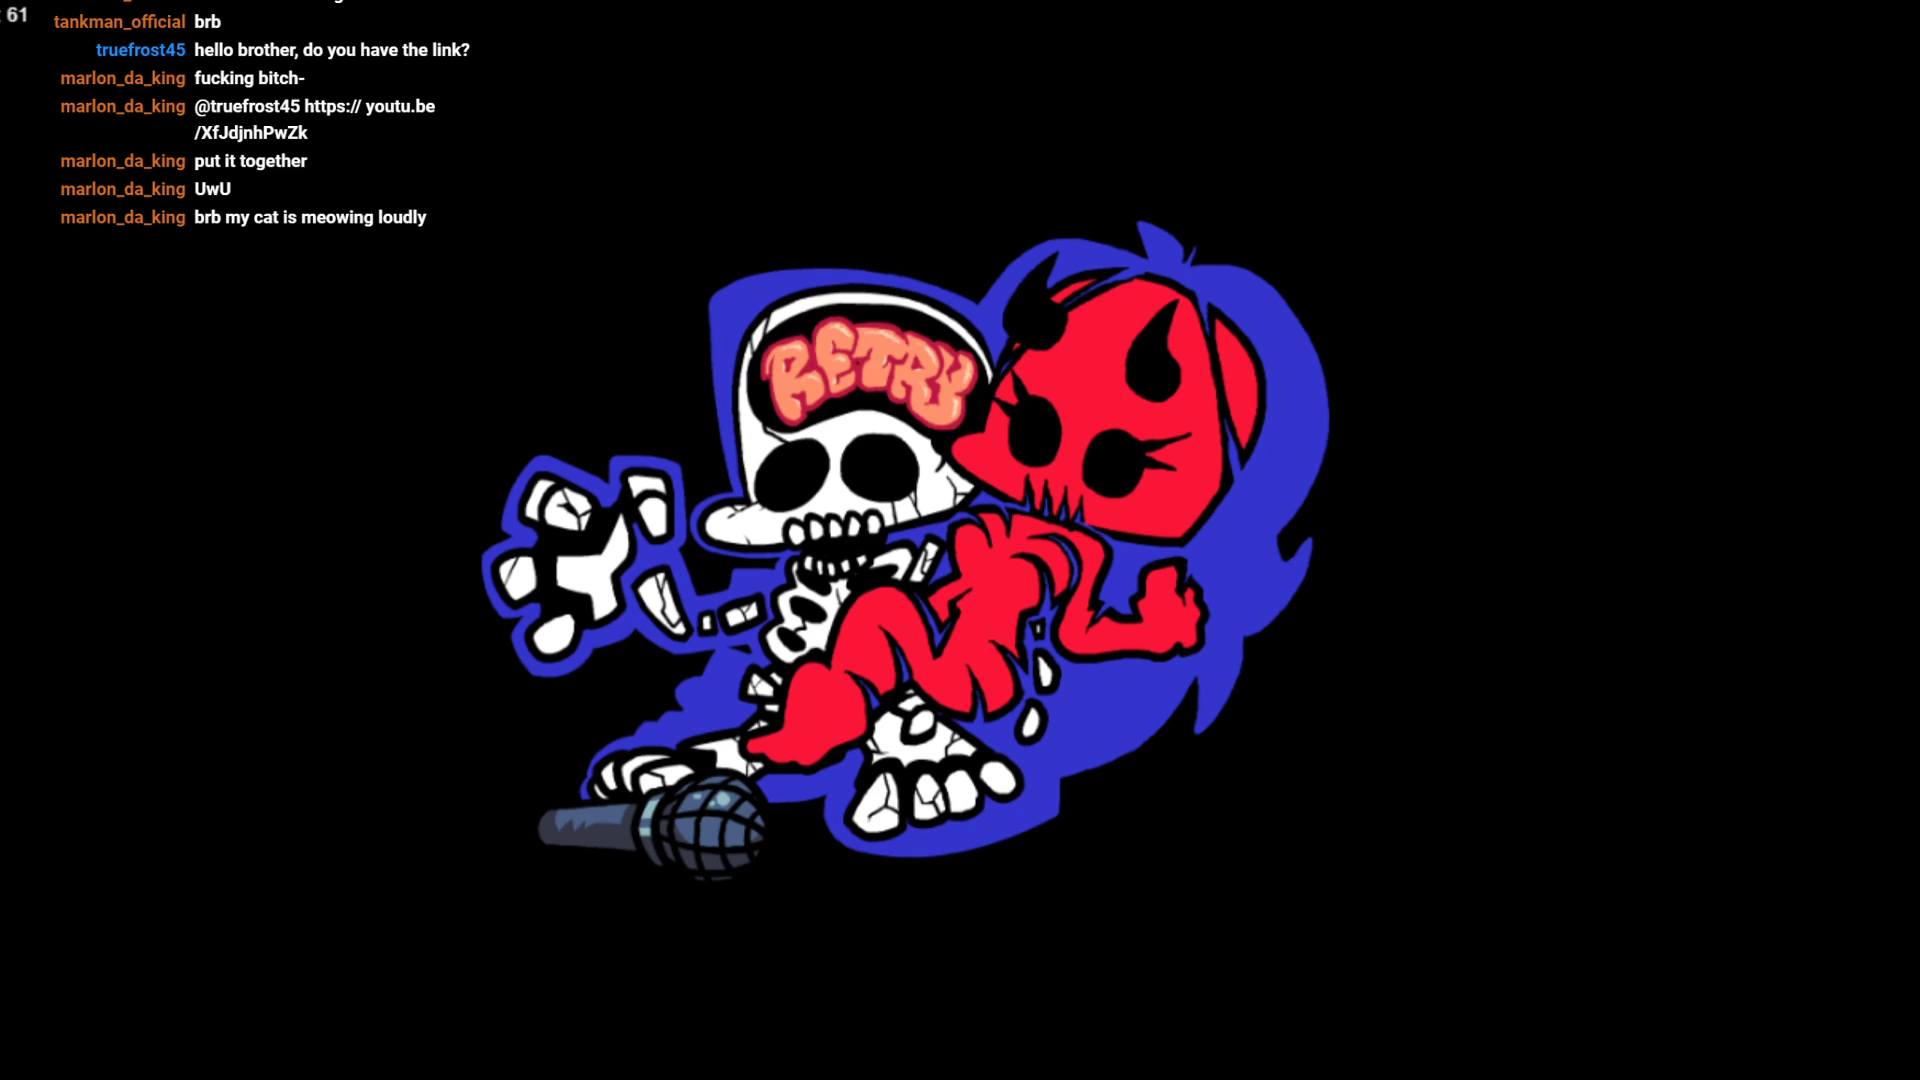 : 61
tankman_official brb
truefrost45 hello brother, do you have the link?
marlon_da_king fucking bitch-
marlon_da_king @truefrost45 https:// youtu.be
/XfJdjnhPwZk
marlon_da_king put it together
marlon_da_king UwU
marlon_da_king brb my cat is meowing loudly
RETRY